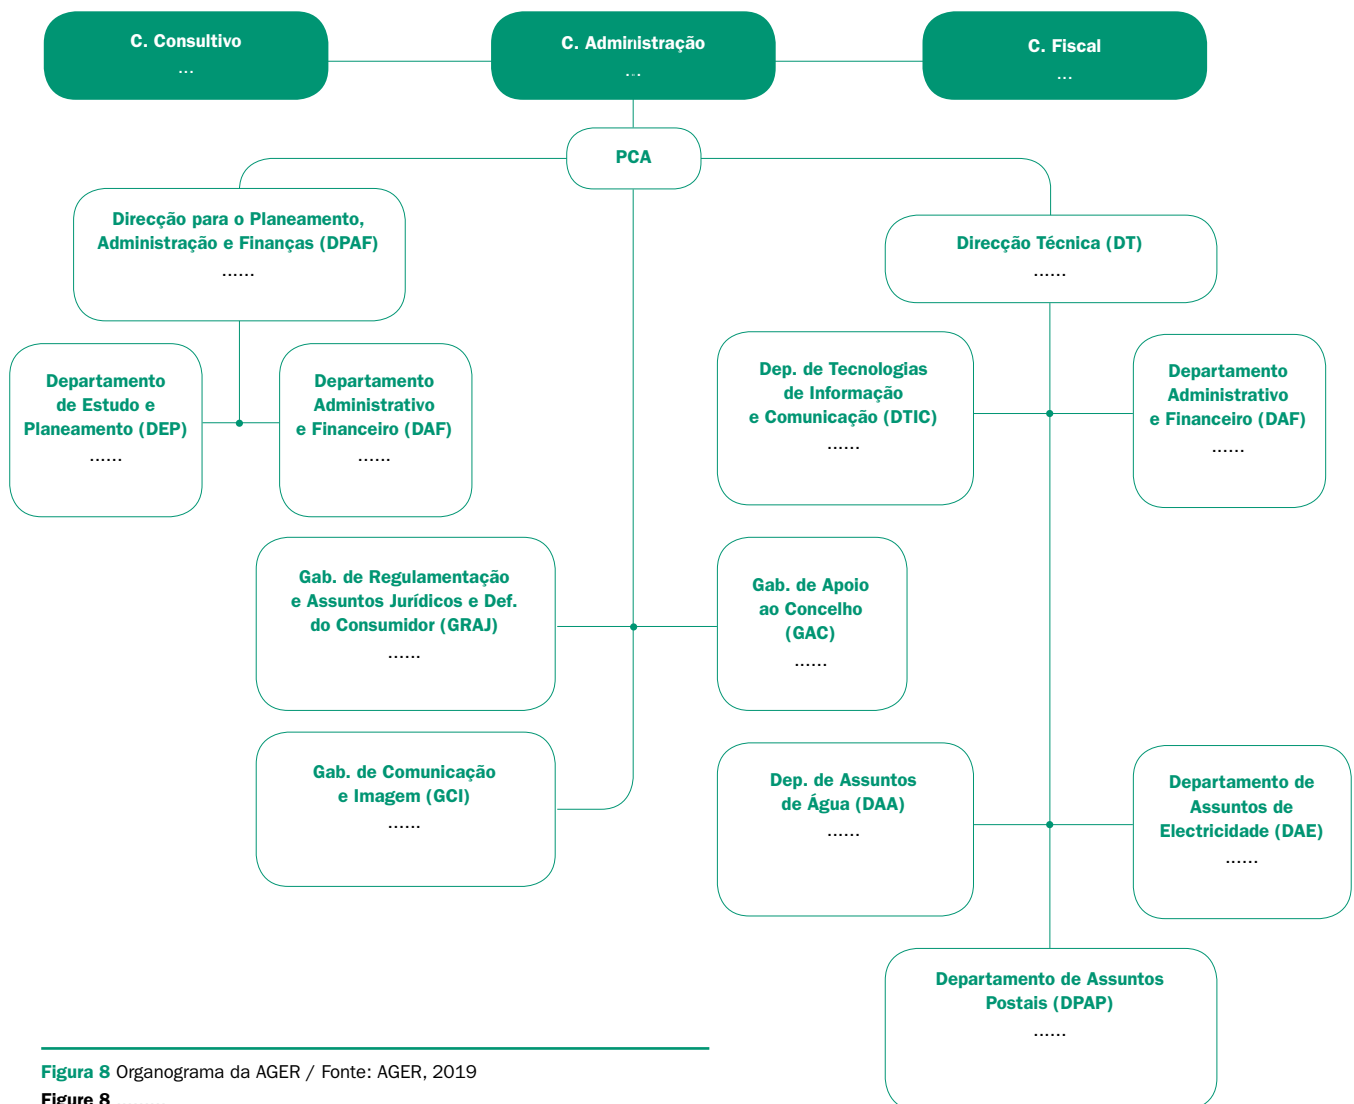 C. Consultivo
...
C. Administração
...
C. Fiscal
...
PCA
Direcção para o Planeamento,
Administração e Finanças (DPAF)
......
Direcção Técnica (DT)
......
Departamento
de Estudo e
Planeamento (DEP)
......
Departamento
Administrativo
e Financeiro (DAF)
......
Dep. de Tecnologias
de Informação
e Comunicação (DTIC)
......
Departamento
Administrativo
e Financeiro (DAF)
......
Gab. de Regulamentação
e Assuntos Jurídicos e Def.
do Consumidor (GRAJ)
......
Gab. de Apoio
ao Concelho
(GAC)
......
Gab. de Comunicação
e Imagem (GCI)
......
Dep. de Assuntos
de Água (DAA)
......
Departamento de
Assuntos de
Electricidade (DAE)
......
Departamento de Assuntos
Postais (DPAP)
......
Figura 8 Organograma da AGER / Fonte: AGER, 2019
Figure 8 .........